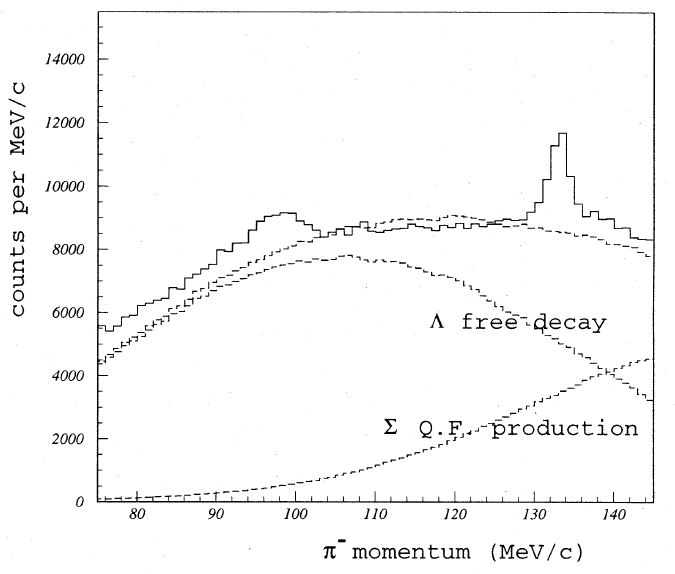 counts per MeV/c
14000
12000
10000
8000
6000
4000
2000
0
Λ free decay
Σ Q.F. production
80 90 100 110 120 130 140
π- momentum (MeV/c)